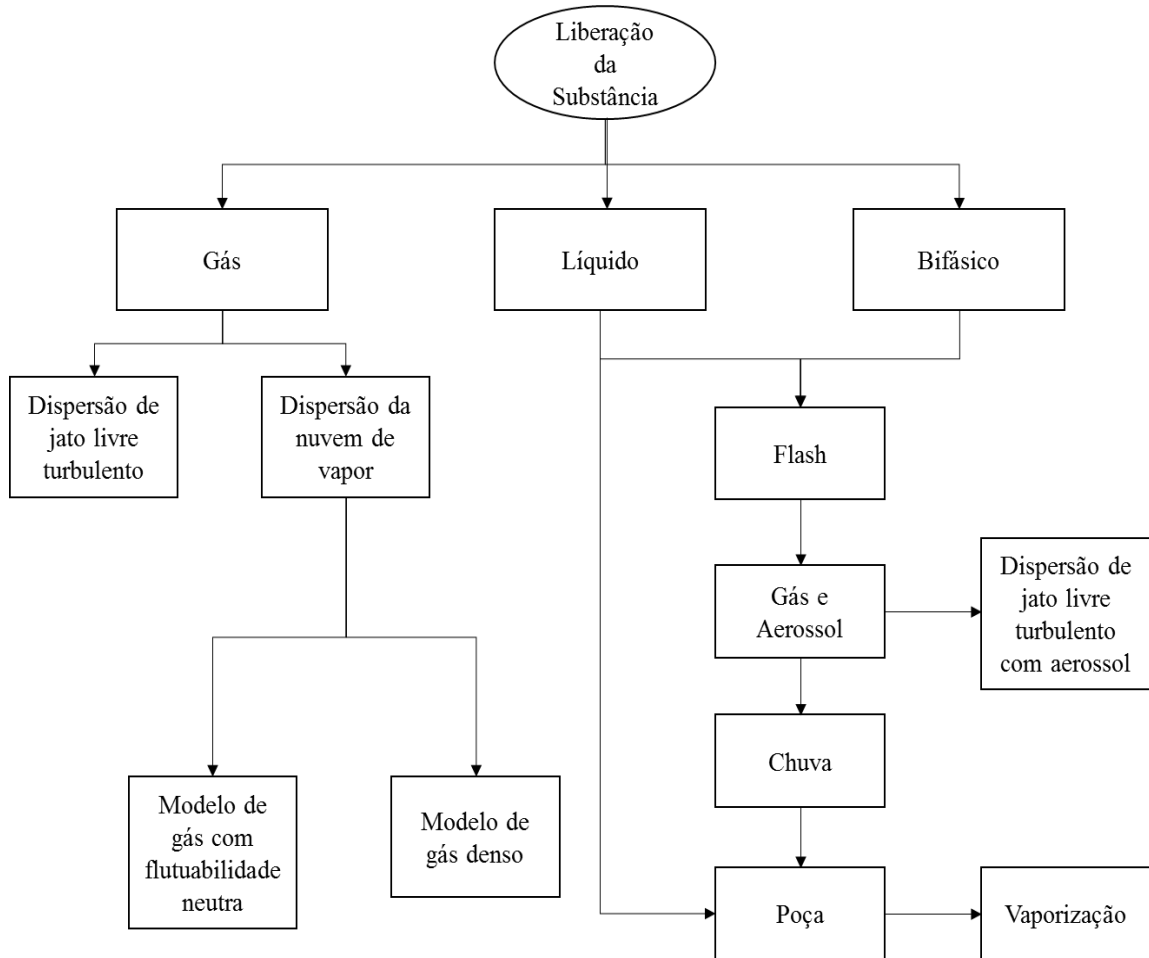 Liberação
da
Substância
Gás
Líquido
Bifásico
Dispersão de
jato livre
turbulento
Dispersão da
nuvem de
vapor
Flash
Gás e
Aerossol
Dispersão de
jato livre
turbulento
com aerossol
Chuva
Modelo de
gás com
flutuabilidade
neutra
Modelo de
gás denso
Poça
Vaporização